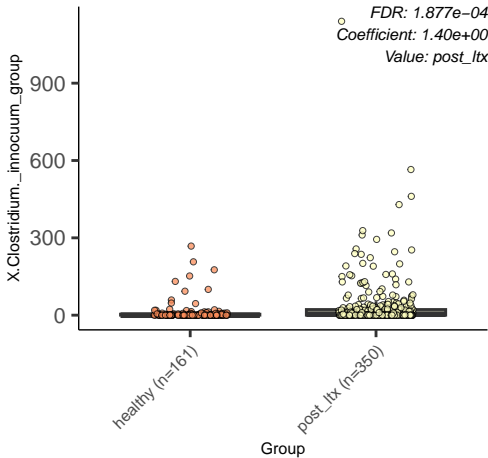 FDR: 1.877e−04
Coefficient: 1.40e+00
Value: post_ltx
X.Clostridium._innocuum_group
900
600
300
0
healthy (n=161)
post_ltx (n=350)
Group